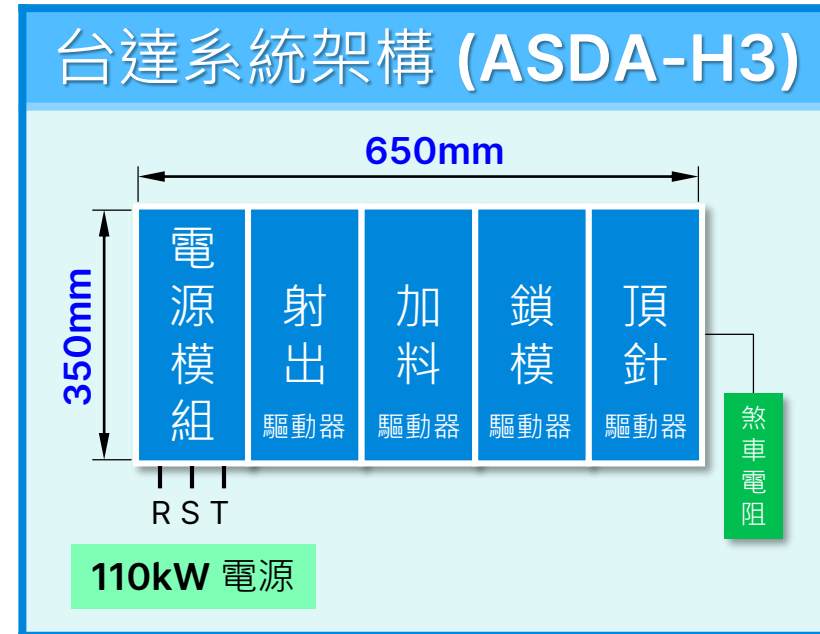 台達系統架構 (ASDA-H3)
650mm
350mm
電源模組
射出
驅動器
加料
驅動器
鎖模
驅動器
頂針
驅動器
煞車電阻
R S T
110kW 電源